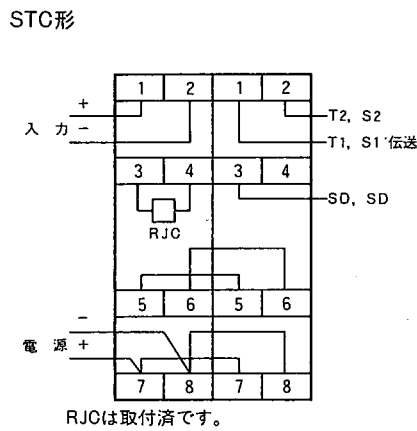 STC形
1 2 1 2
+
入 力 −
T2, S2
T1, S1 伝送
3 4 3 4
RJC
SD, SD
5 6 5 6
−
電 源 +
7 8 7 8
RJCは取付済です。